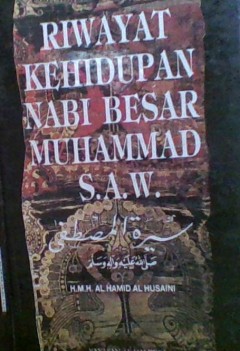 RIWAYAT
KEHIDUPAN
NABI BESAR
MUHAMMAD
S.A.W.
سيرة المصطفى
صلى الله عليه وآله وسلم
H.M.H. AL HAMID AL HUSAINI